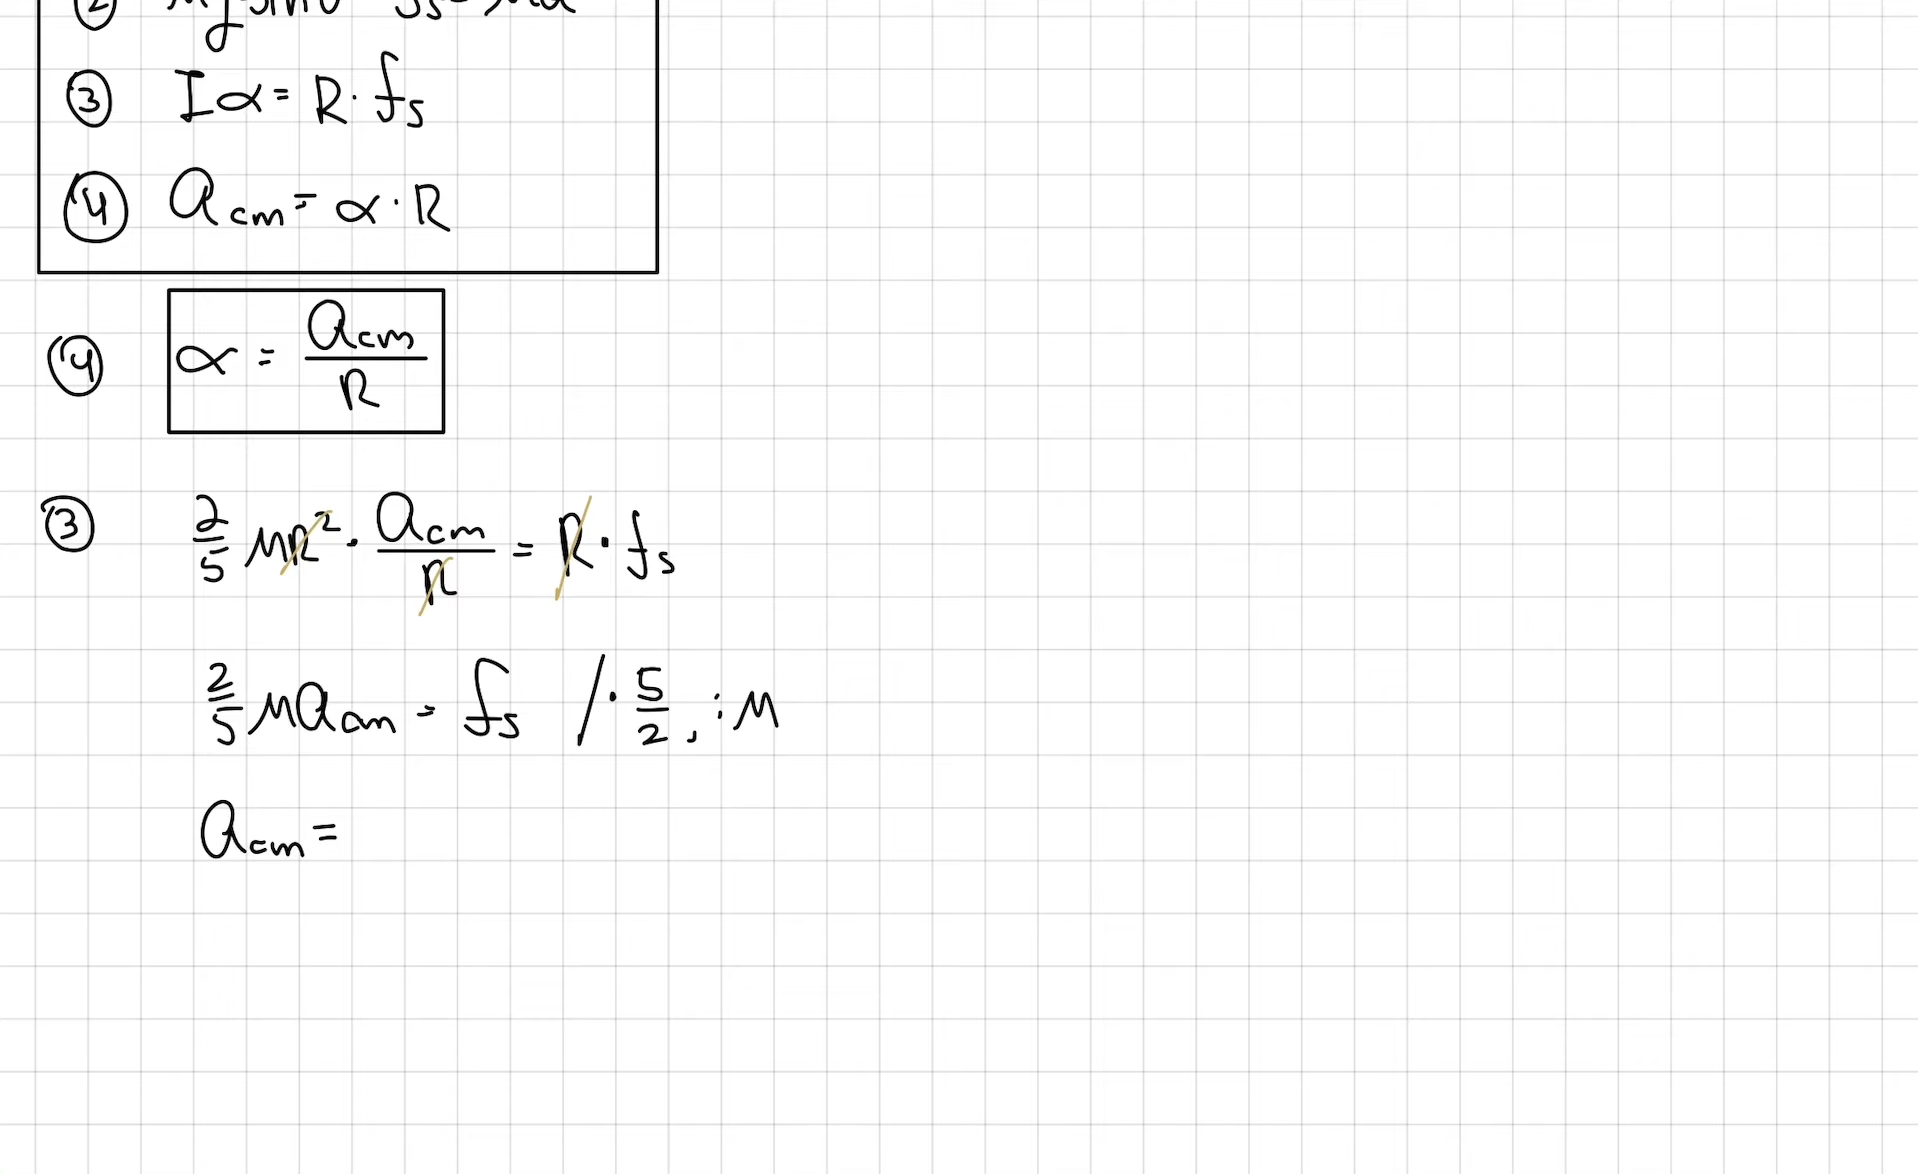 ②
③ Iα = R · fs
④ acm = α · R
④ α = acm / R
③ 2/5 MR² · acm / R = R · fs
2/5 Macm = fs / · 5/2, : M
acm =